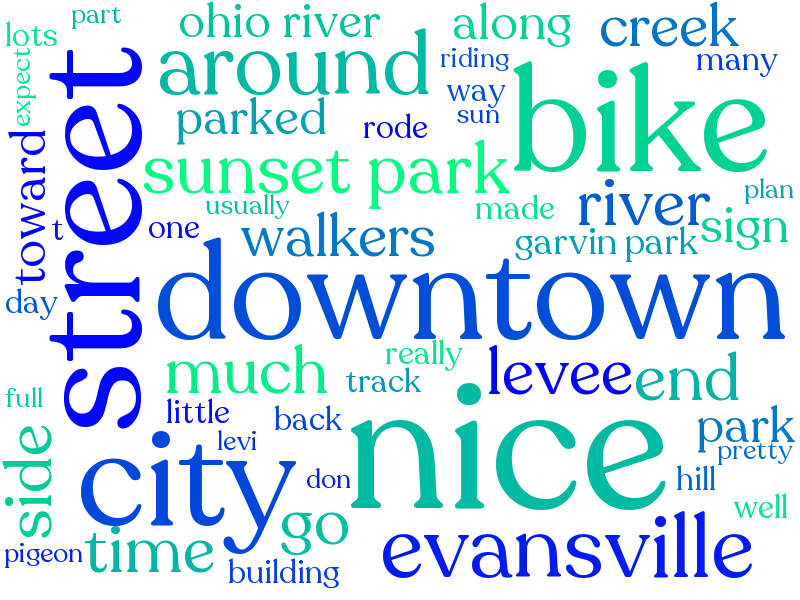 part
lots
ohio river
along
creek
expect
street
around
riding
many
way
sun
bike
parked
rode
toward
sunset park
plan
usually
made
river
sign
t
one
walkers
garvin park
downtown
day
much
really
levee
end
track
full
little
back
nice
park
levi
pretty
side
city
don
hill
go
well
pigeon
time
building
evansville